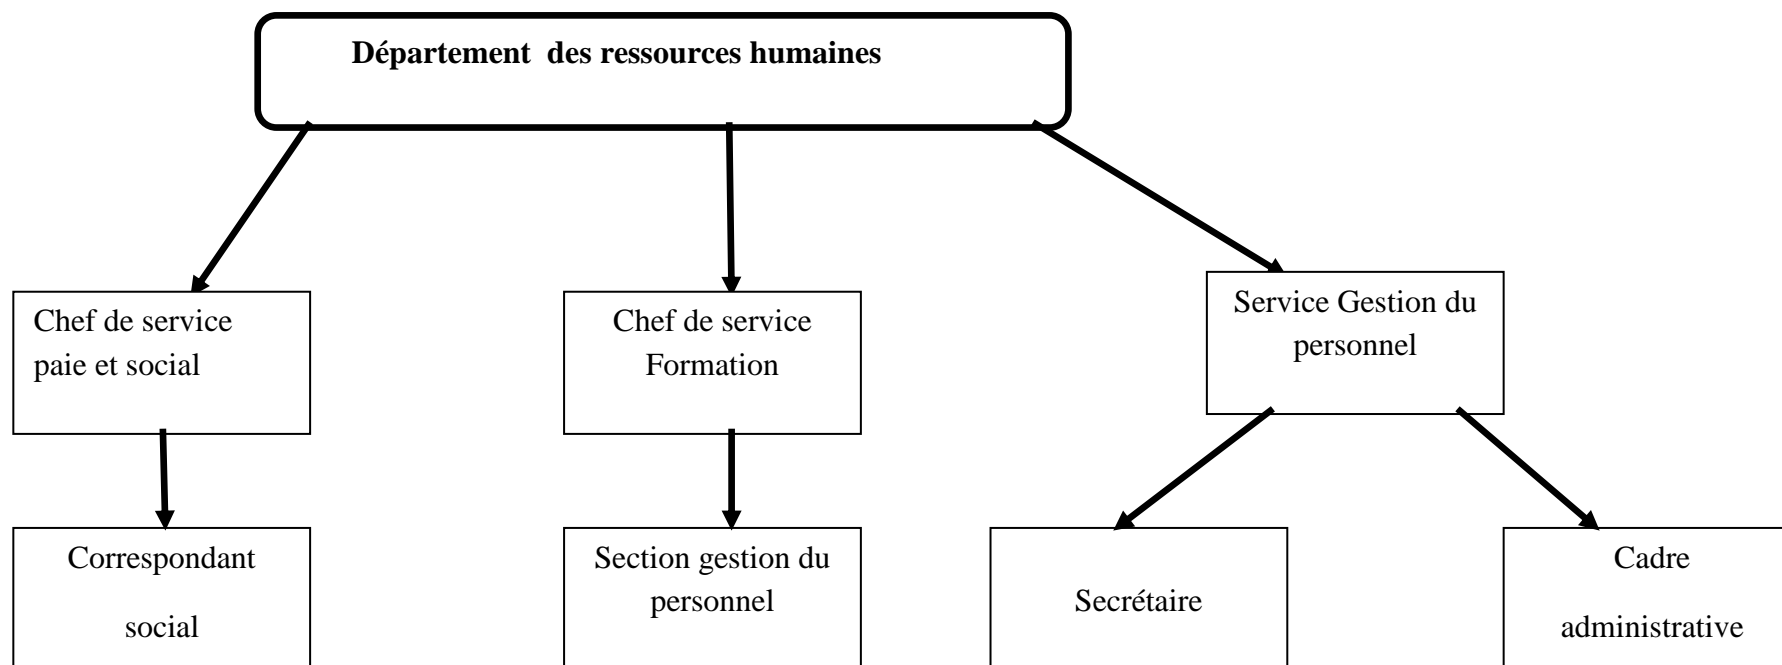 Département des ressources humaines
Chef de service
paie et social
Chef de service
Formation
Service Gestion du
personnel
Correspondant
social
Section gestion du
personnel
Secrétaire
Cadre
administrative